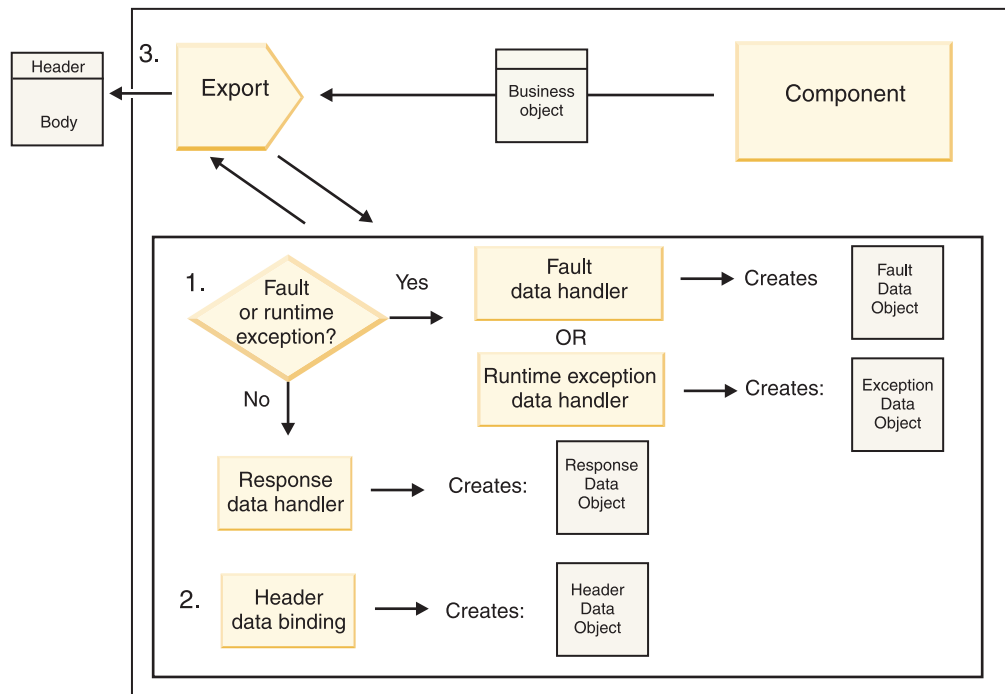 Header
Body
3.
Export
Business
object
Component
1.
Fault
or runtime
exception?
Yes
Fault
data handler
Creates
Fault
Data
Object
OR
Runtime exception
data handler
Creates:
Exception
Data
Object
No
Response
data handler
Creates:
Response
Data
Object
2.
Header
data binding
Creates:
Header
Data
Object